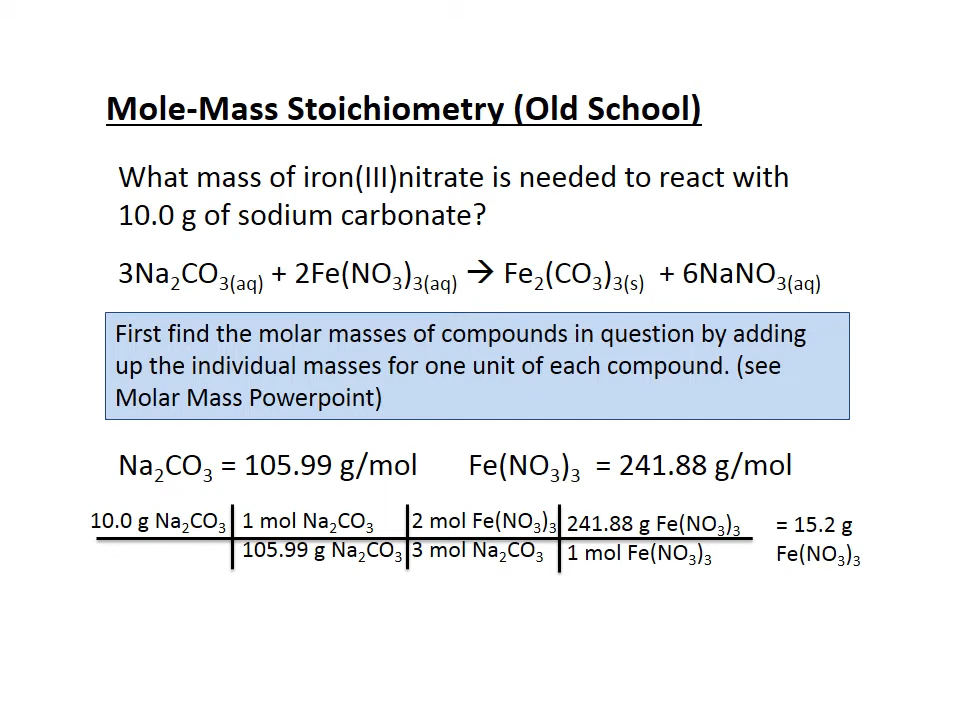 Mole-Mass Stoichiometry (Old School)
What mass of iron(III)nitrate is needed to react with
10.0 g of sodium carbonate?
3Na₂CO₃(aq) + 2Fe(NO₃)₃(aq) → Fe₂(CO₃)₃(s) + 6NaNO₃(aq)
First find the molar masses of compounds in question by adding
up the individual masses for one unit of each compound. (see
Molar Mass Powerpoint)
Na₂CO₃ = 105.99 g/mol Fe(NO₃)₃ = 241.88 g/mol
10.0 g Na₂CO₃ 1 mol Na₂CO₃ 2 mol Fe(NO₃)₃ 241.88 g Fe(NO₃)₃ = 15.2 g
105.99 g Na₂CO₃ 3 mol Na₂CO₃ 1 mol Fe(NO₃)₃ Fe(NO₃)₃